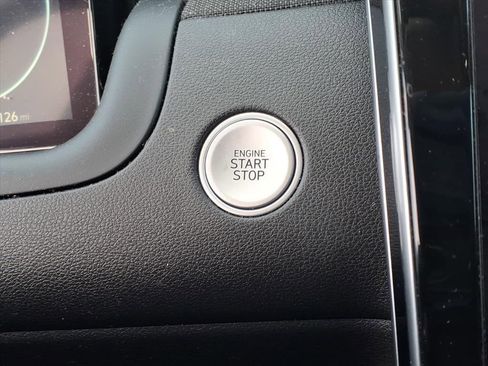 126 mi
ENGINE
START
STOP